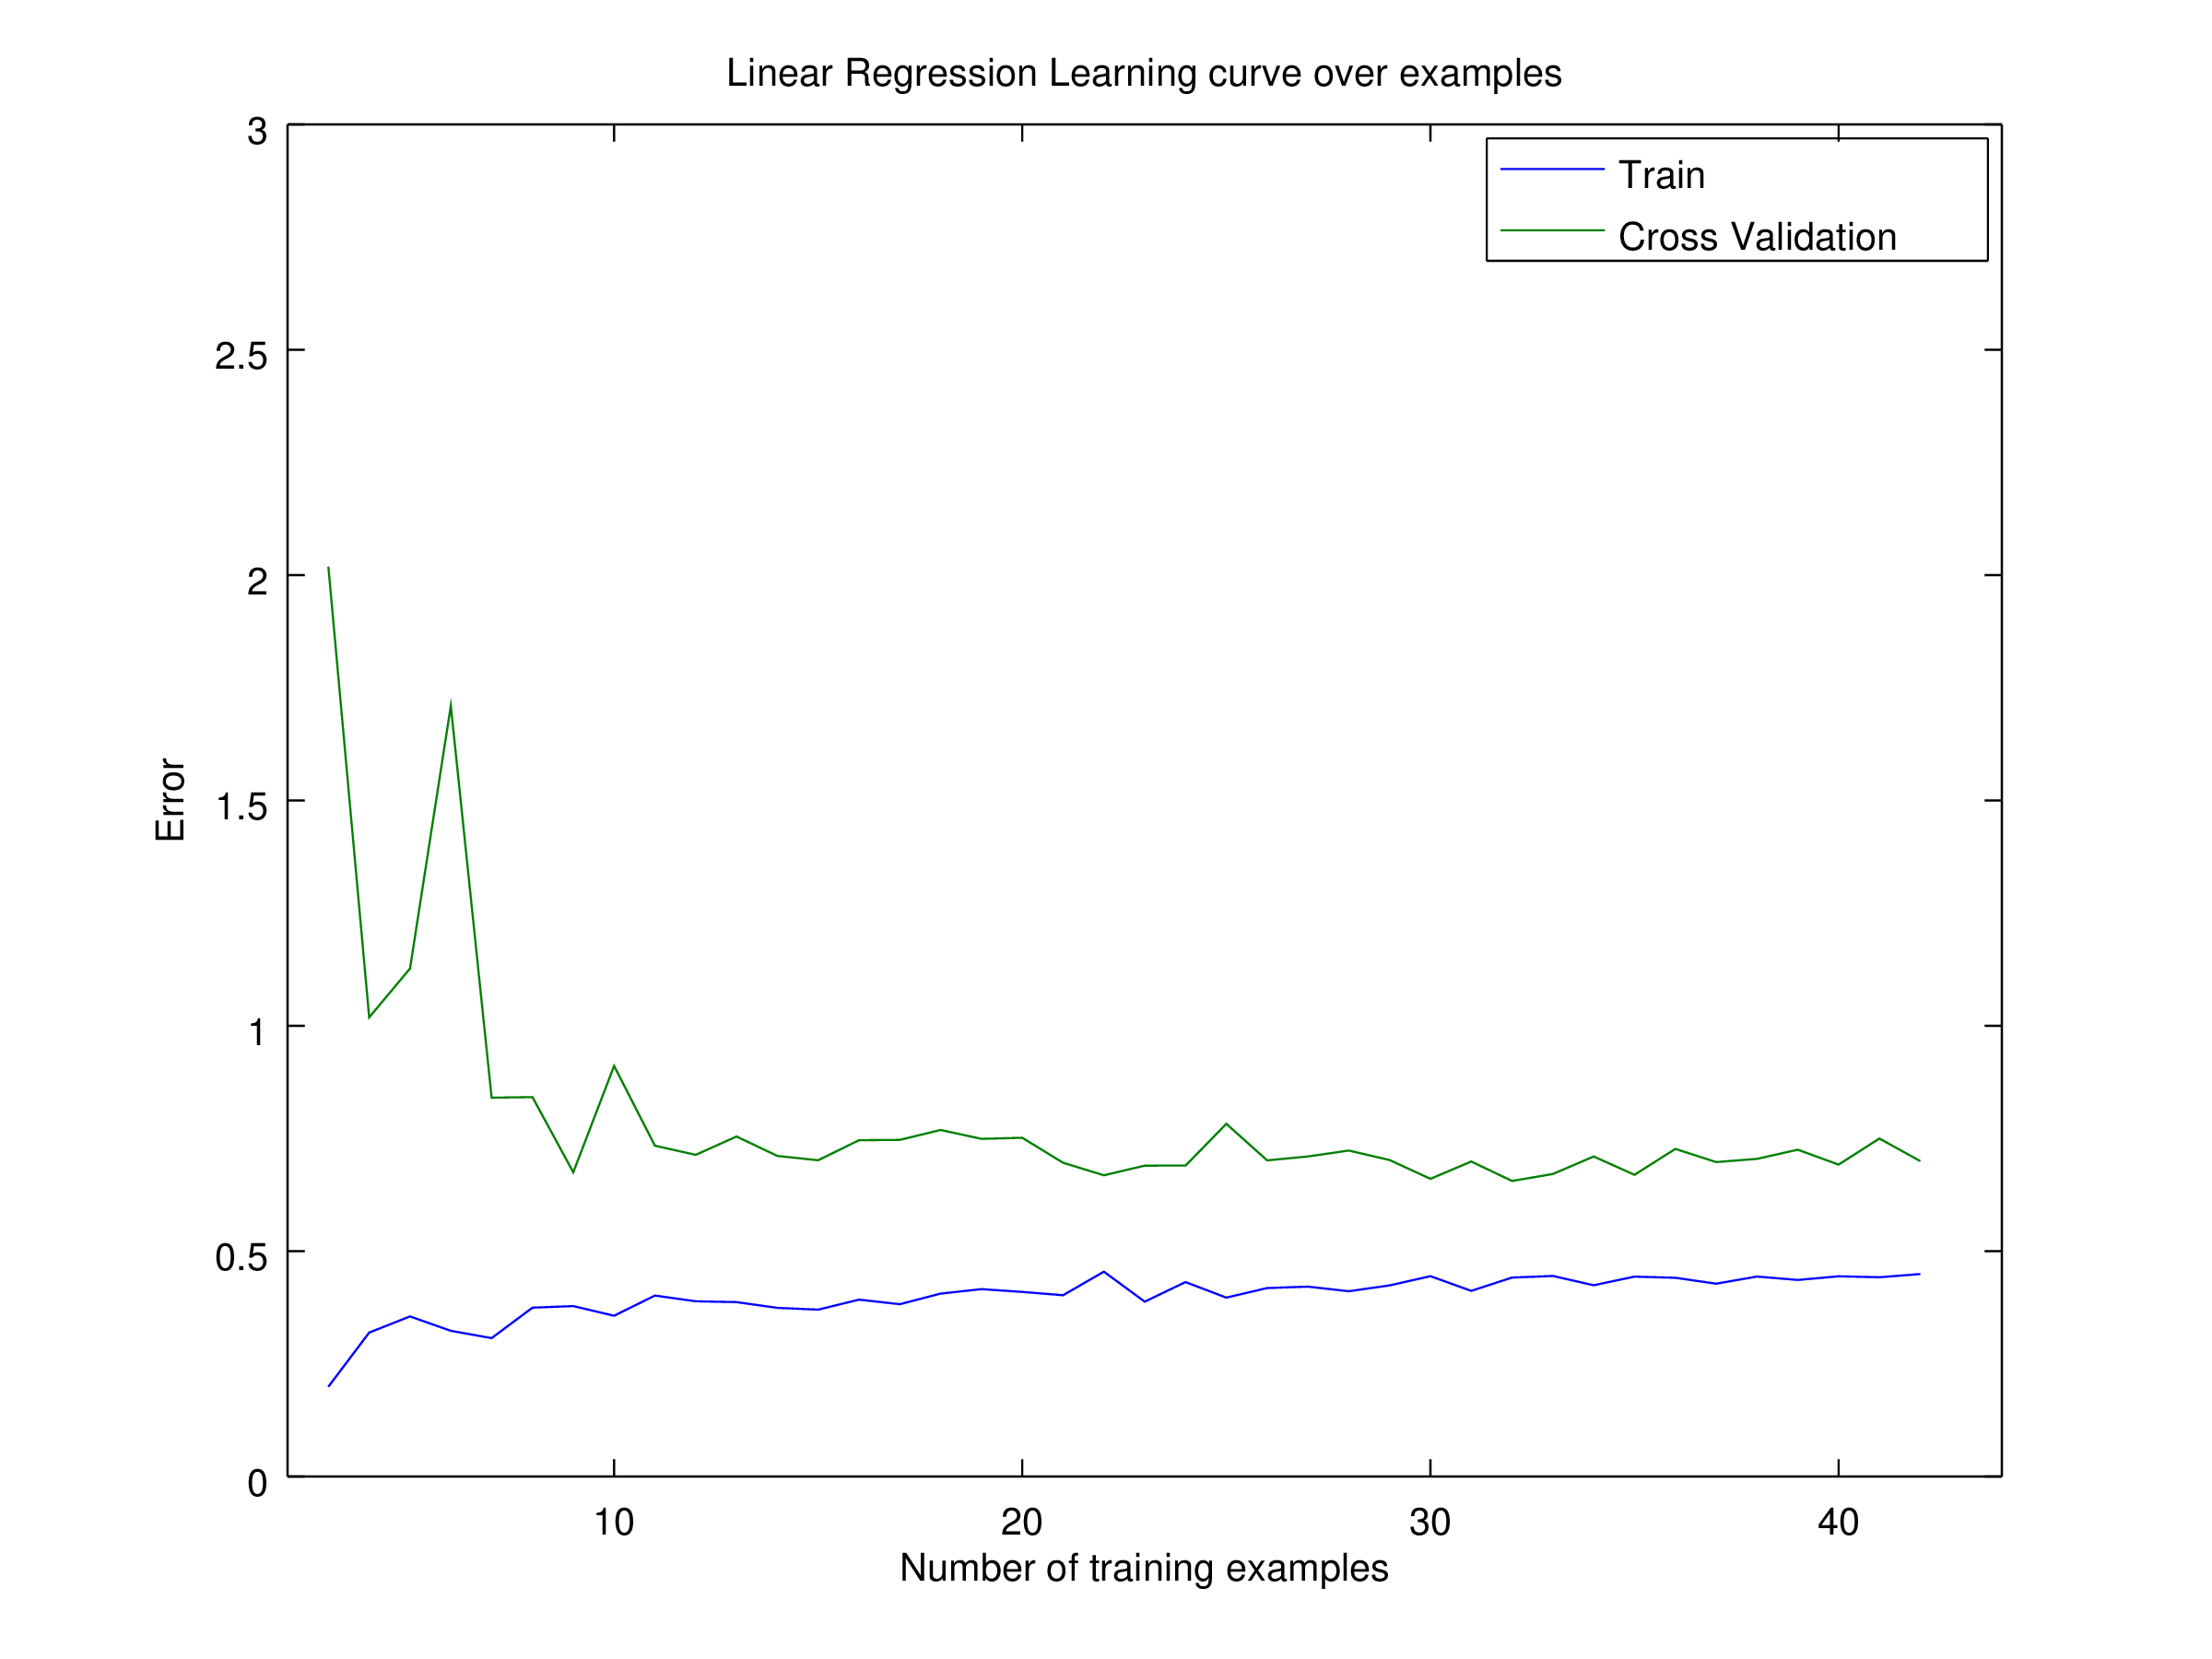 Linear Regression Learning curve over examples
3
2.5
2
1.5
1
0.5
0
Error
Train
Cross Validation
10 20 30 40
Number of training examples